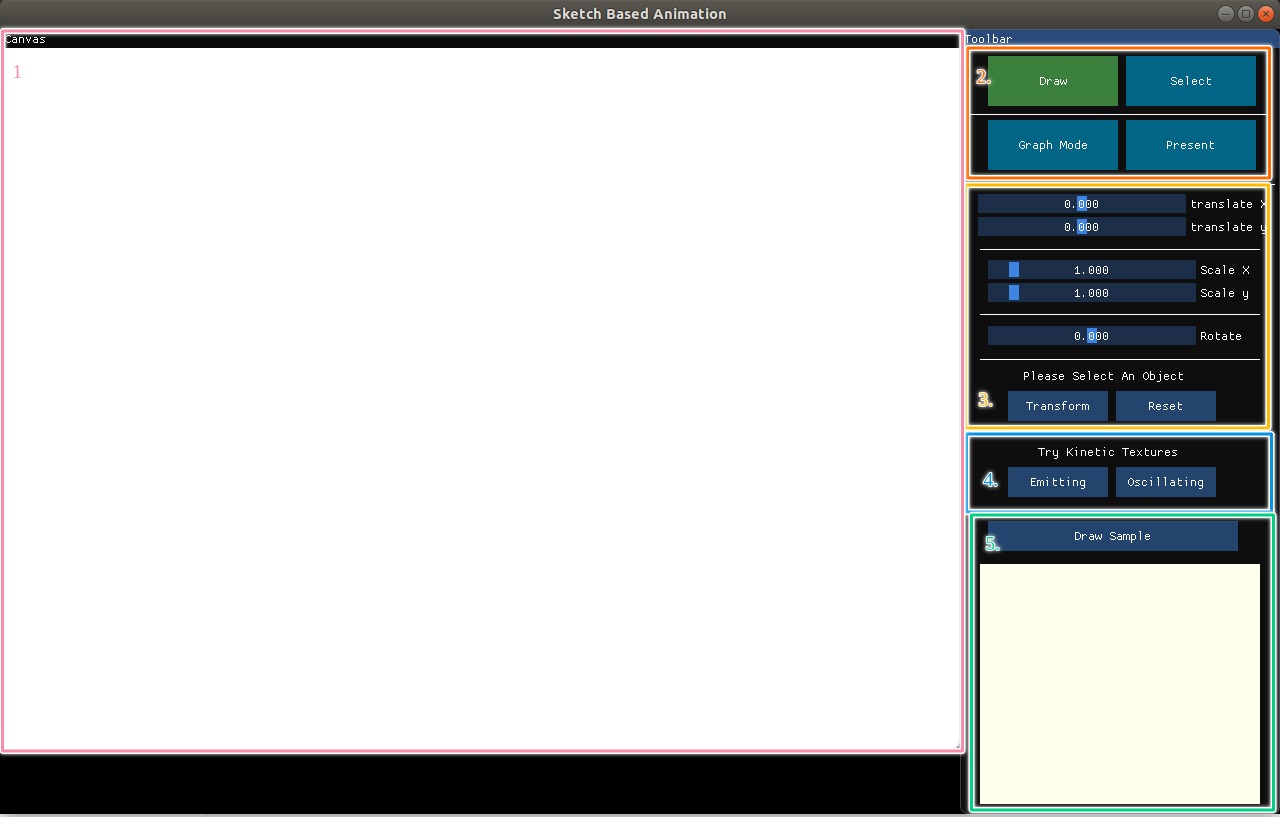 Sketch Based Animation
Canvas
1
Toolbar
2.
Draw
Select
Graph Mode
Present
0.000 translate X
0.000 translate y
1.000 Scale X
1.000 Scale y
0.000 Rotate
Please Select An Object
3.
Transform
Reset
Try Kinetic Textures
4.
Emitting
Oscillating
5.
Draw Sample